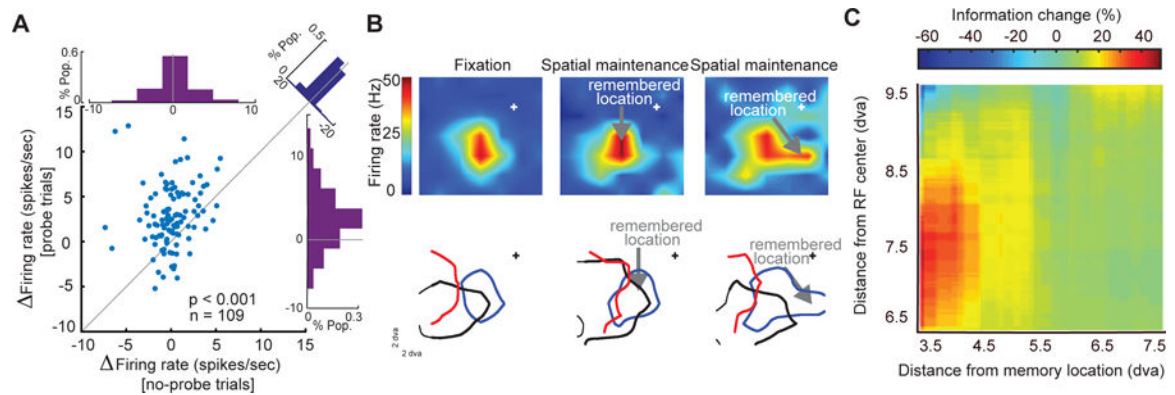 A
% Pop.
0.6
0
-10
0
10
% Pop.
0.5
0
20
-20
ΔFiring rate (spikes/sec)
[probe trials]
15
10
5
0
-5
-10
-10
-5
0
5
10
15
p < 0.001
n = 109
ΔFiring rate (spikes/sec)
[no-probe trials]
10
0
-10
0
0.3
% Pop.
B
Fixation
Spatial maintenance
Spatial maintenance
Firing rate (Hz)
50
25
0
remembered
location
remembered
location
remembered
location
remembered
location
2 dva
2 dva
C
Information change (%)
-60
-40
-20
0
20
40
Distance from RF center (dva)
9.5
8.5
7.5
6.5
3.5
4.5
5.5
6.5
7.5
Distance from memory location (dva)